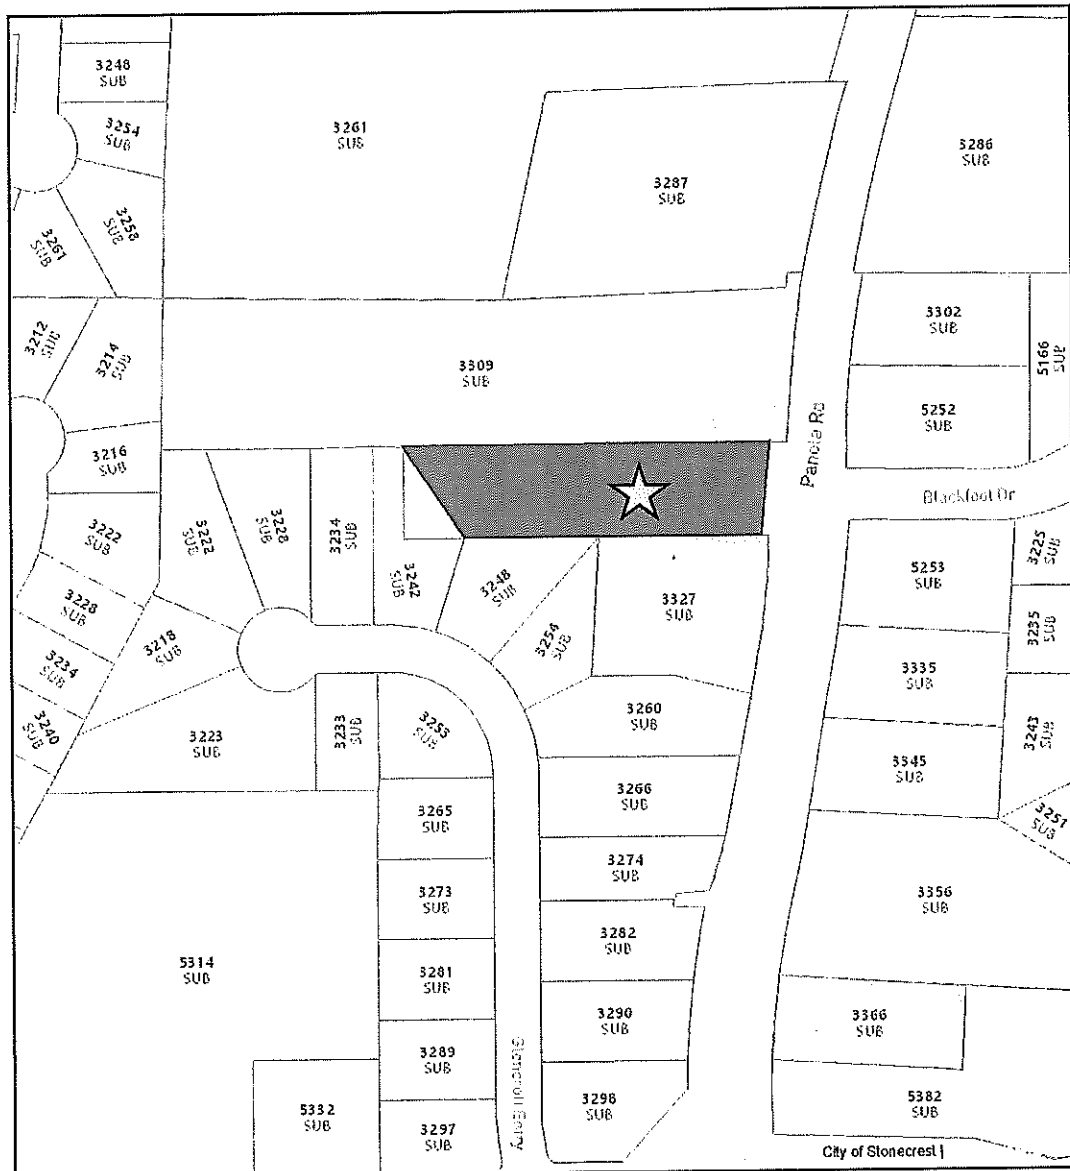 3248
SUB
3254
SUB
3258
SUB
3267
SUB
3261
SUB
3287
SUB
3286
SUB
3212
SUB
3214
SUB
3216
SUB
3309
SUB
3302
SUB
5166
SUB
5252
SUB
Panola Rd
Blackfoot Dr
3222
SUB
3222
SUB
3228
SUB
3234
SUB
3242
SUB
3248
SUB
3254
SUB
3327
SUB
5253
SUB
3225
SUB
3235
SUB
3228
SUB
3234
SUB
3240
SUB
3218
SUB
3223
SUB
3233
SUB
3255
SUB
3260
SUB
3335
SUB
3243
SUB
3266
SUB
3345
SUB
3251
SUB
3265
SUB
3274
SUB
3273
SUB
3282
SUB
3356
SUB
5314
SUB
3281
SUB
3290
SUB
3366
SUB
3289
SUB
3298
SUB
5382
SUB
5332
SUB
3297
SUB
City of Stonecrest